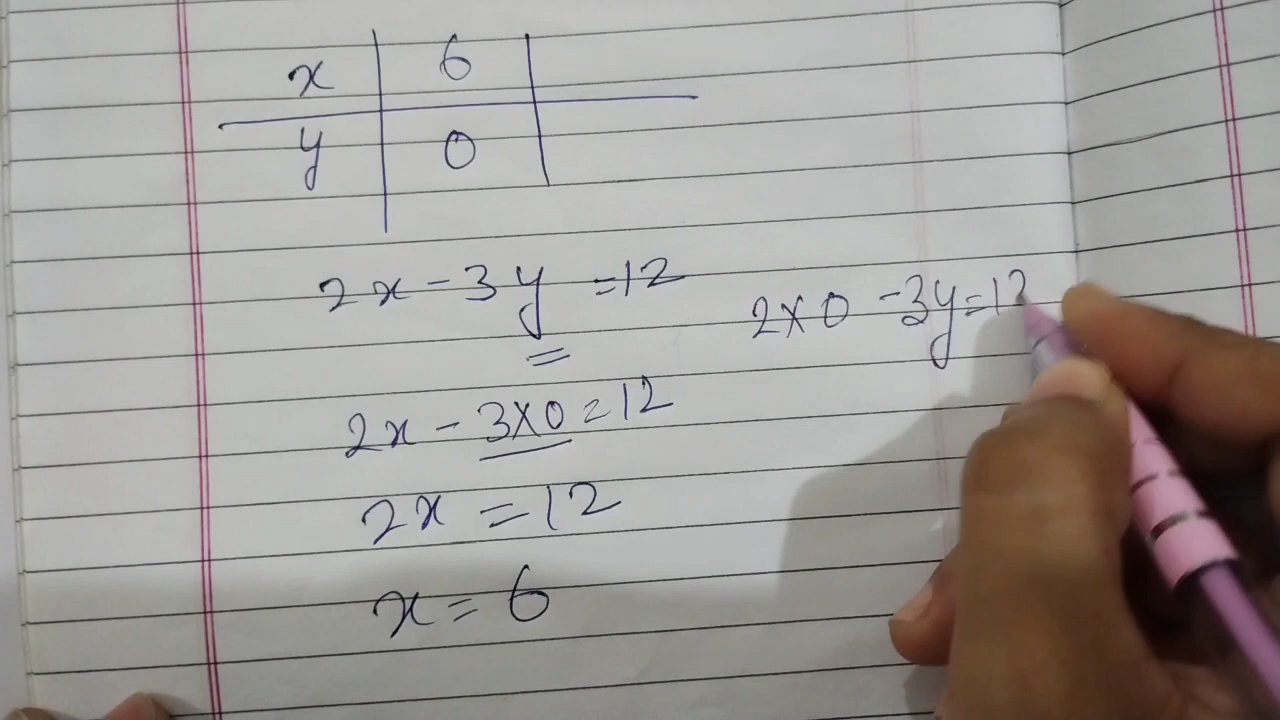 x 6
y 0
2x - 3y = 12
2x - 3x0 = 12
2x = 12
x = 6
2x0 - 3y = 12